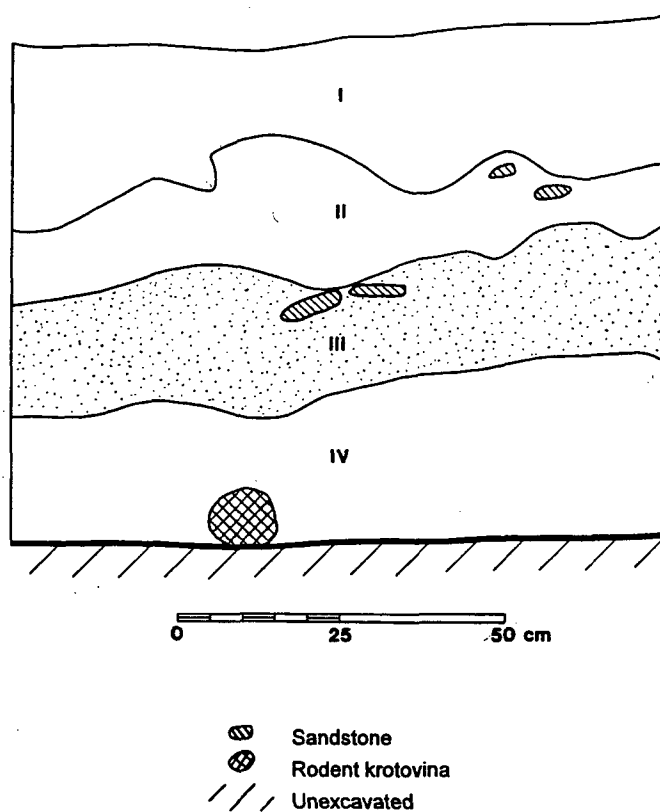 I
II
III
IV
0 25 50 cm
Sandstone
Rodent krotovina
Unexcavated